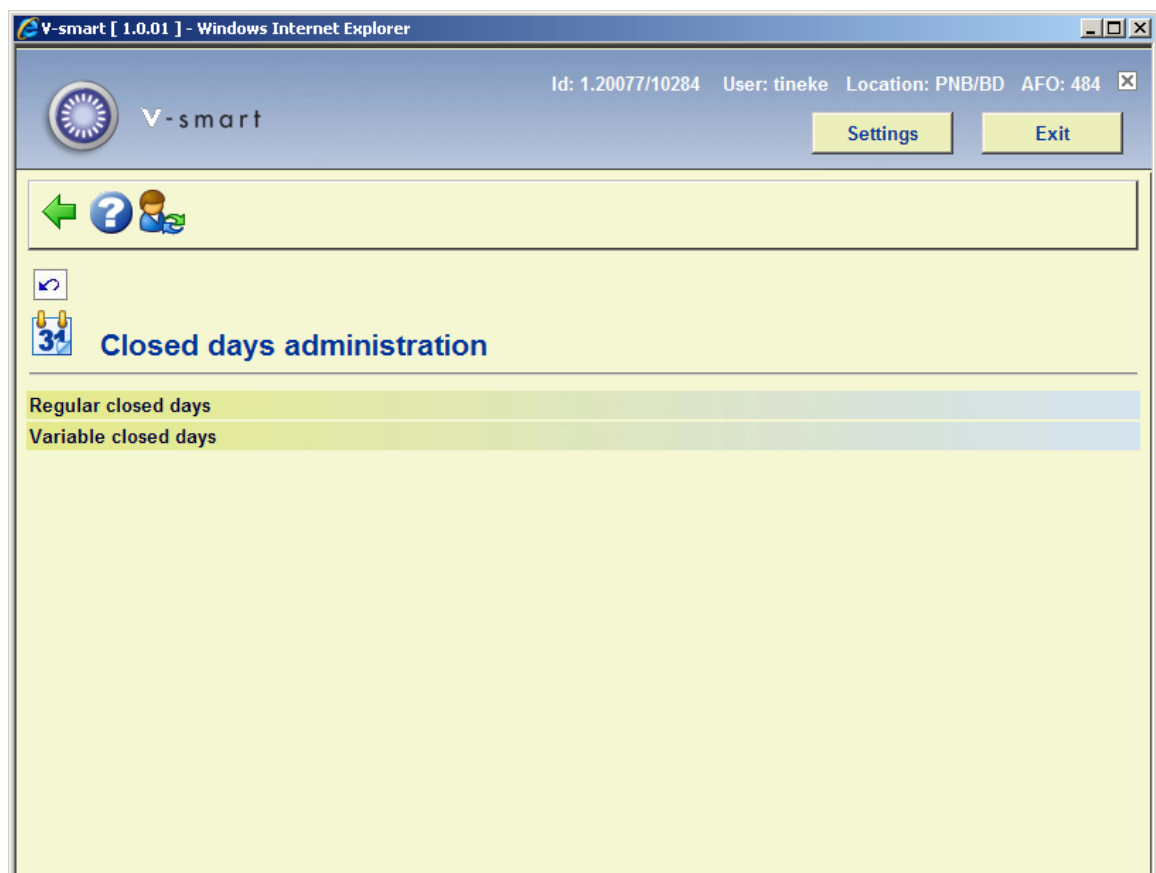 V-smart [ 1.0.01 ] - Windows Internet Explorer
Id: 1.20077/10284 User: tineke Location: PNB/BD AFO: 484
V-smart
Settings Exit
31
Closed days administration
Regular closed days
Variable closed days